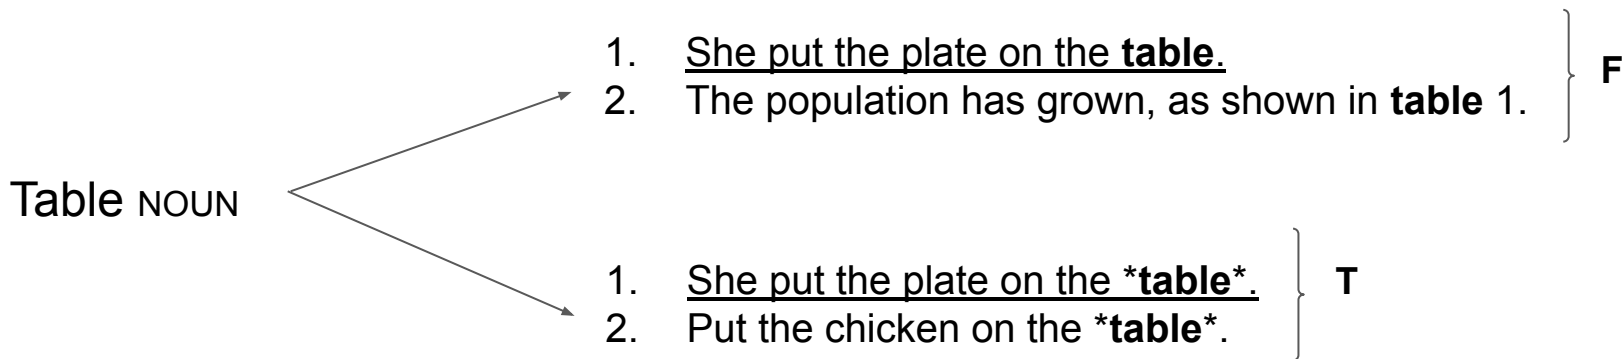 1. She put the plate on the table.
2. The population has grown, as shown in table 1.
F
Table NOUN
1. She put the plate on the *table*.
2. Put the chicken on the *table*.
T